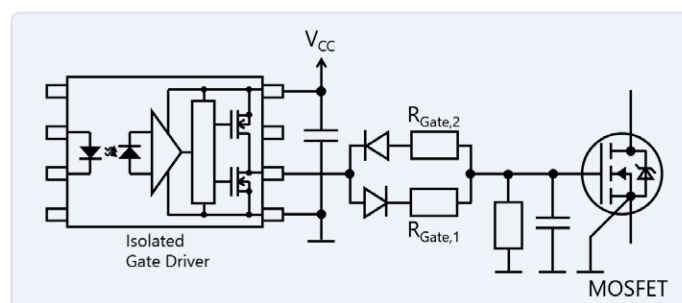 VCC
RGate,2
RGate,1
Isolated
Gate Driver
MOSFET